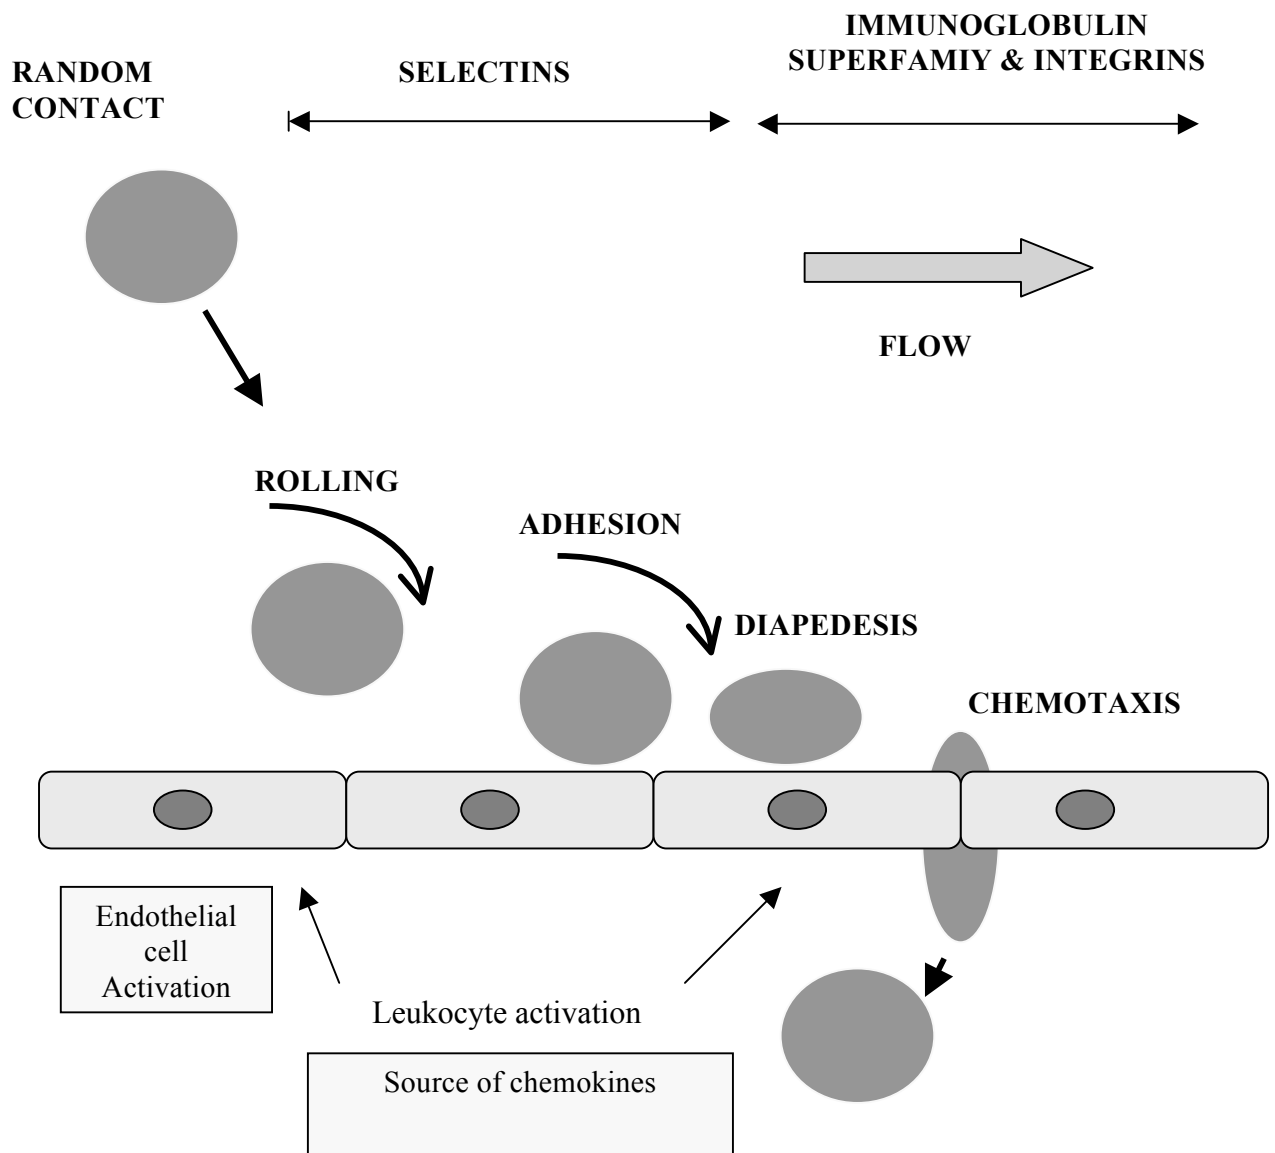 RANDOM
CONTACT
SELECTINS
IMMUNOGLOBULIN
SUPERFAMIY & INTEGRINS
FLOW
ROLLING
ADHESION
DIAPEDESIS
CHEMOTAXIS
Endothelial
cell
Activation
Leukocyte activation
Source of chemokines